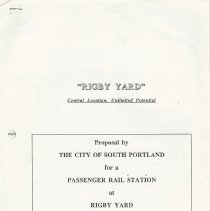 "RIGBY YARD"
Central Location, Unlimited Potential
Proposal by
THE CITY OF SOUTH PORTLAND
for a
PASSENGER RAIL STATION
at
RIGBY YARD